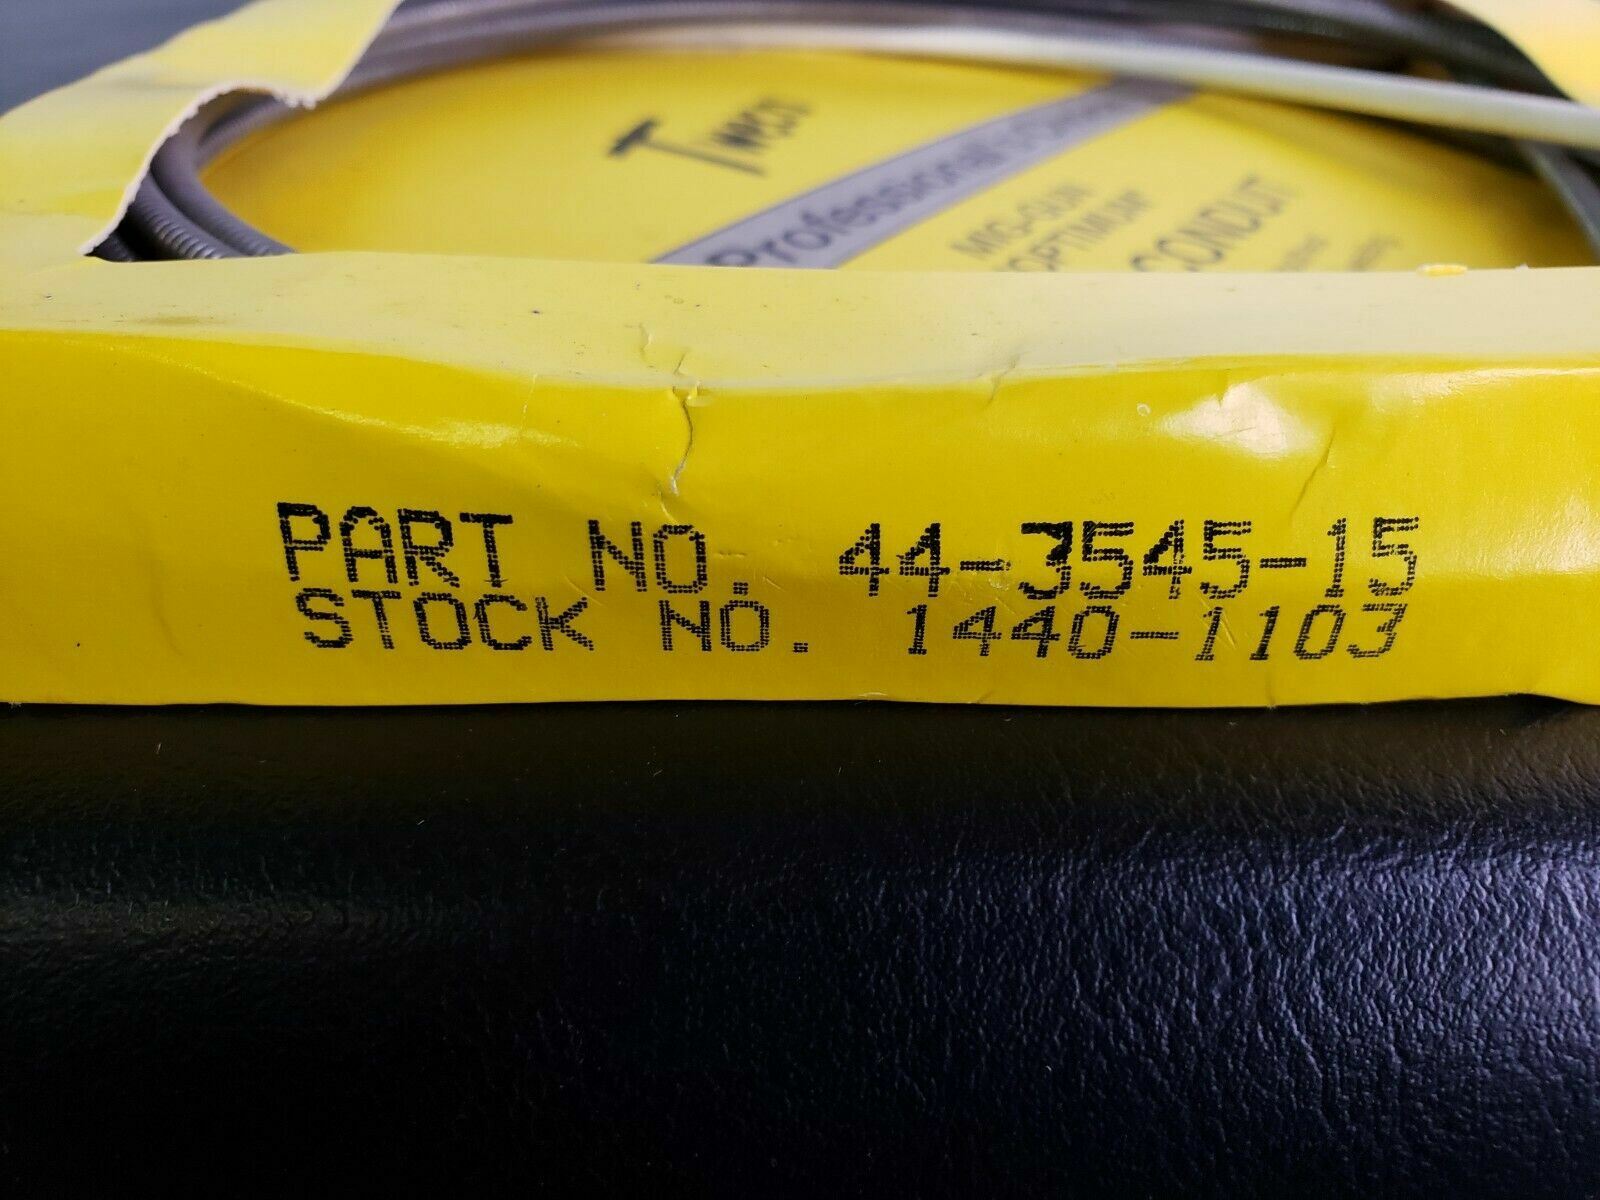 Professional's
MIG-GUN
OPTIMUM
CONDUIT
PART NO. 44-3545-15
STOCK NO. 1440-1103